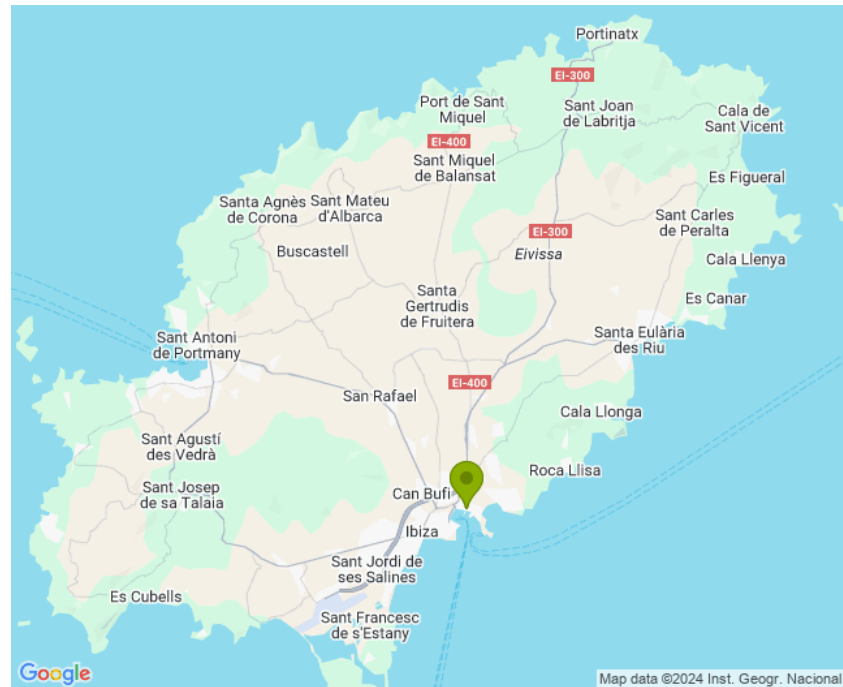 Portinatx
EI-300
Port de Sant
Miquel
Sant Joan
de Labritja
Cala de
Sant Vicent
EI-400
Sant Miquel
de Balansat
Es Figueral
Santa Agnès
de Corona
Sant Mateu
d'Albarca
Sant Carles
de Peralta
EI-300
Buscastell
Eivissa
Cala Llenya
Santa
Gertrudis
de Fruitera
Es Canar
Sant Antoni
de Portmany
Santa Eulària
des Riu
EI-400
San Rafael
Cala Llonga
Sant Agustí
des Vedrà
Roca Llisa
Sant Josep
de sa Talaia
Can Bufí
Ibiza
Sant Jordi de
ses Salines
Es Cubells
Sant Francesc
de s'Estany
Google
Map data ©2024 Inst. Geogr. Nacional